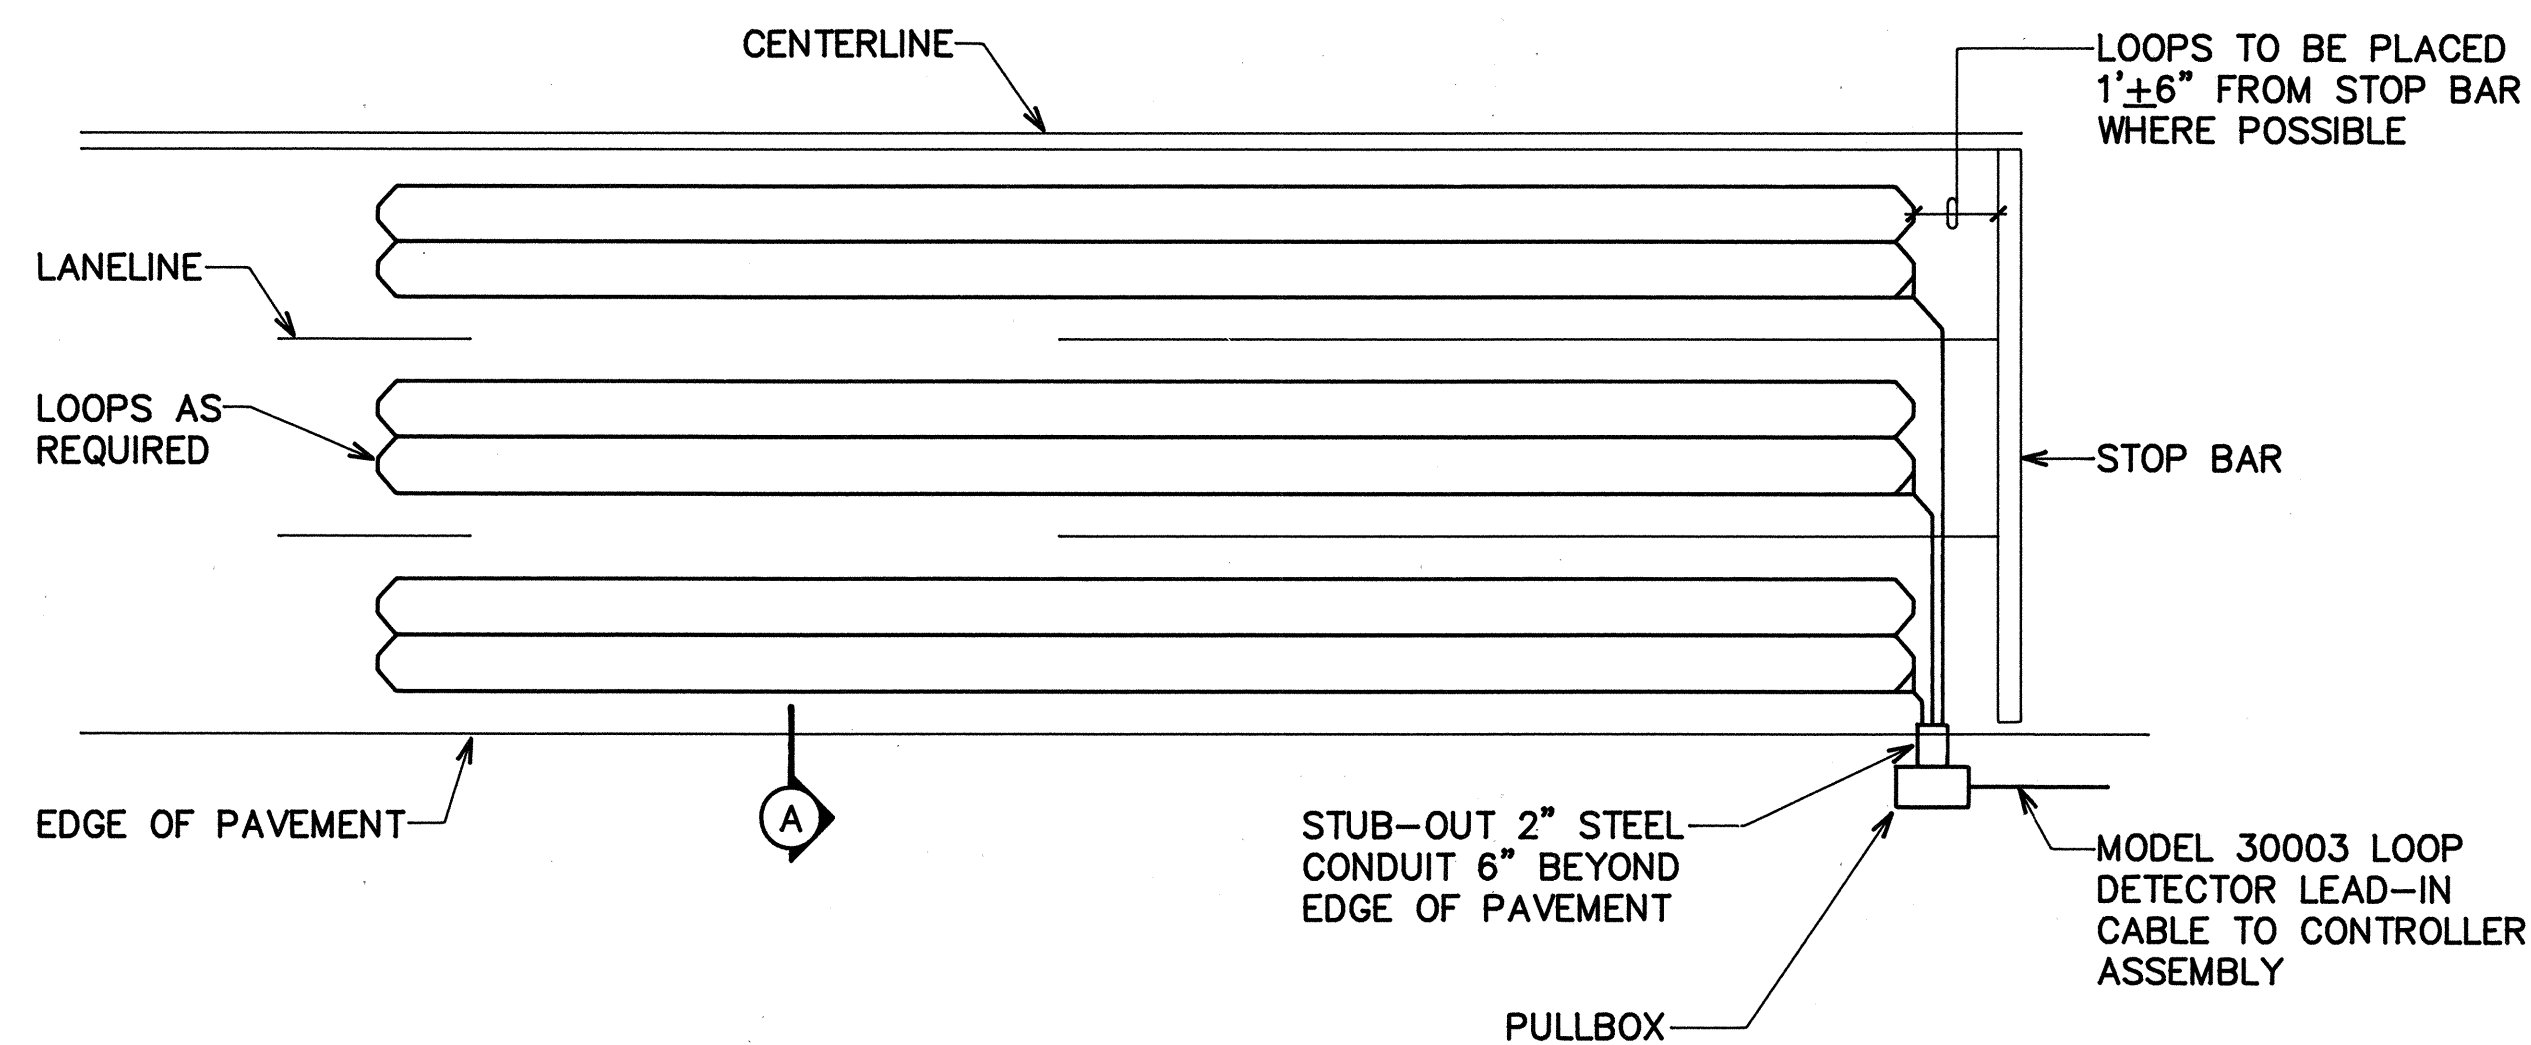 CENTERLINE
LOOPS TO BE PLACED
1'±6" FROM STOP BAR
WHERE POSSIBLE
LANELINE
LOOPS AS
REQUIRED
STOP BAR
EDGE OF PAVEMENT
A
STUB-OUT 2" STEEL
CONDUIT 6" BEYOND
EDGE OF PAVEMENT
MODEL 30003 LOOP
DETECTOR LEAD-IN
CABLE TO CONTROLLER
ASSEMBLY
PULLBOX